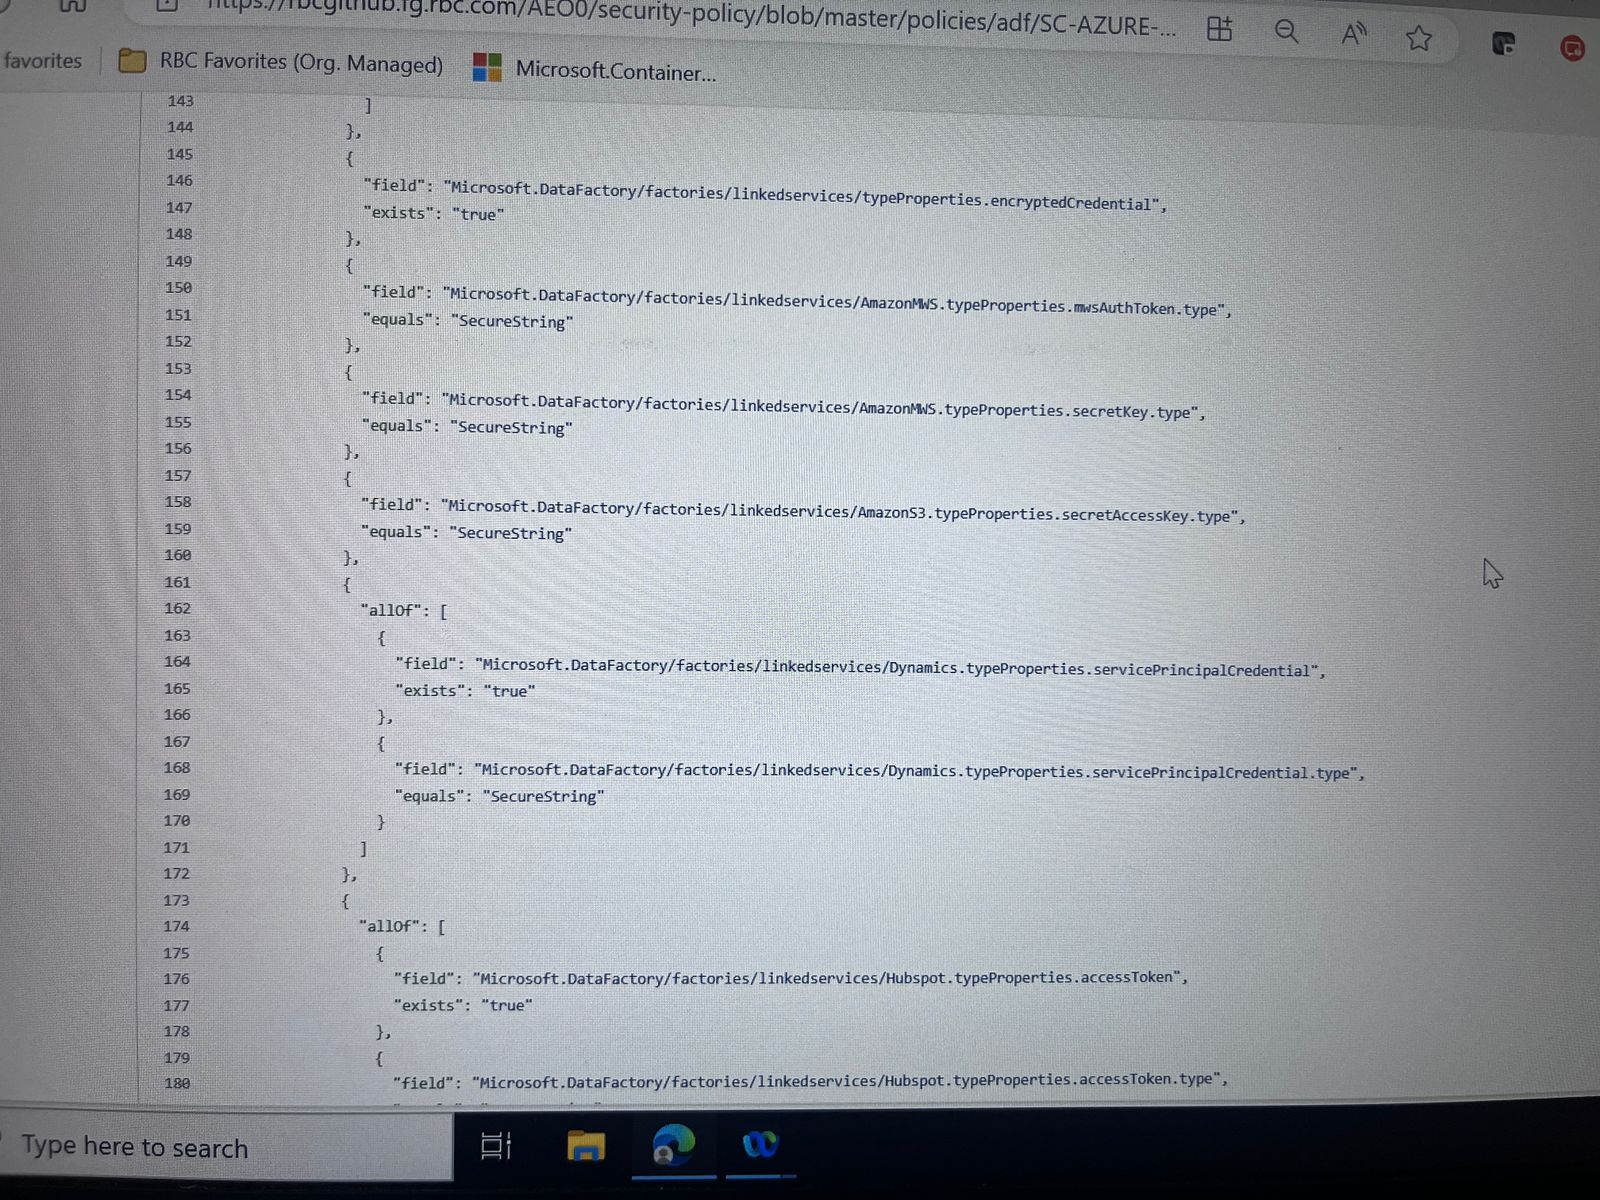 https://rbcgithub.fg.rbc.com/AEO0/security-policy/blob/master/policies/adf/SC-AZURE-...
favorites
RBC Favorites (Org. Managed)
Microsoft.Container...
143 ]
144 },
145 {
146 "field": "Microsoft.DataFactory/factories/linkedservices/typeProperties.encryptedCredential",
147 "exists": "true"
148 },
149 {
150 "field": "Microsoft.DataFactory/factories/linkedservices/AmazonMWS.typeProperties.mwsAuthToken.type",
151 "equals": "SecureString"
152 },
153 {
154 "field": "Microsoft.DataFactory/factories/linkedservices/AmazonMWS.typeProperties.secretKey.type",
155 "equals": "SecureString"
156 },
157 {
158 "field": "Microsoft.DataFactory/factories/linkedservices/AmazonS3.typeProperties.secretAccessKey.type",
159 "equals": "SecureString"
160 },
161 {
162 "allOf": [
163 {
164 "field": "Microsoft.DataFactory/factories/linkedservices/Dynamics.typeProperties.servicePrincipalCredential",
165 "exists": "true"
166 },
167 {
168 "field": "Microsoft.DataFactory/factories/linkedservices/Dynamics.typeProperties.servicePrincipalCredential.type",
169 "equals": "SecureString"
170 }
171 ]
172 },
173 {
174 "allOf": [
175 {
176 "field": "Microsoft.DataFactory/factories/linkedservices/Hubspot.typeProperties.accessToken",
177 "exists": "true"
178 },
179 {
180 "field": "Microsoft.DataFactory/factories/linkedservices/Hubspot.typeProperties.accessToken.type",
Type here to search